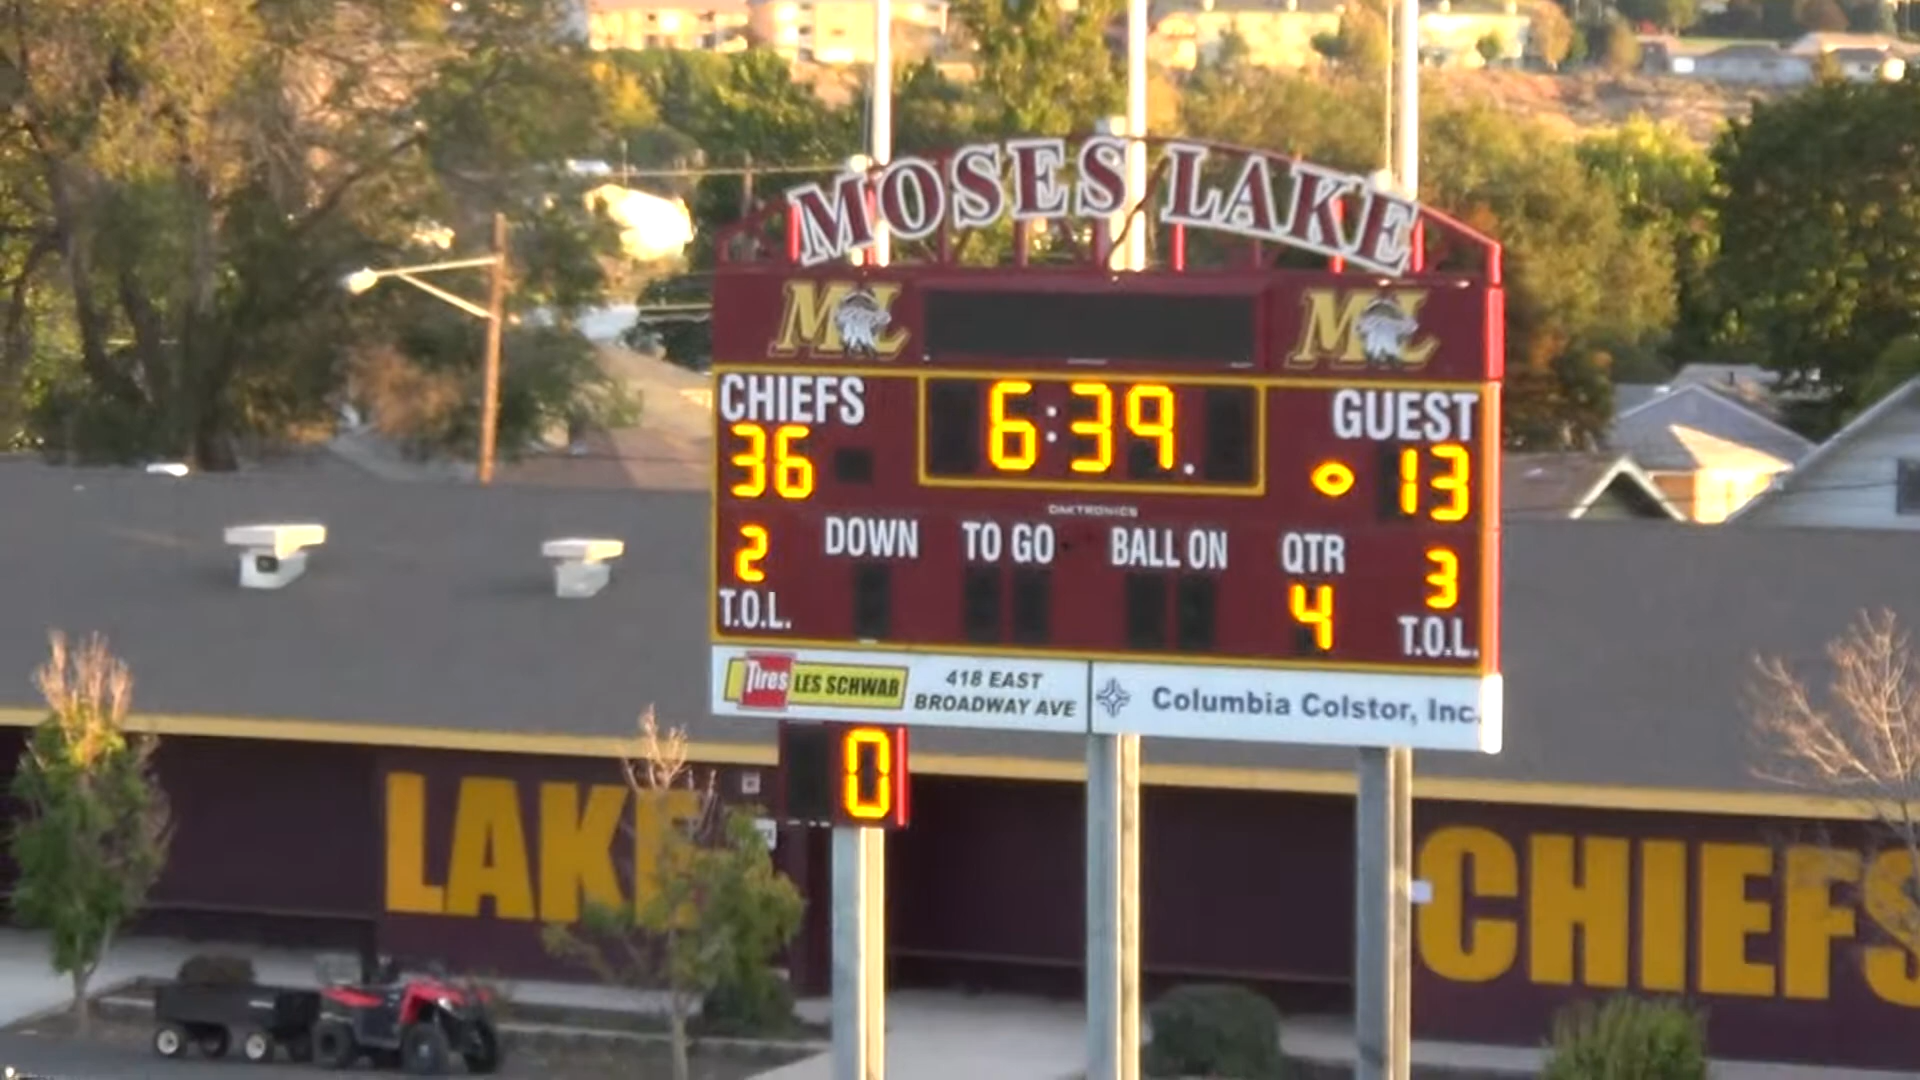 MOSES LAKE
ML
ML
CHIEFS
6:39
GUEST
36
13
DAKTRONICS
DOWN
TO GO
BALL ON
QTR
2
4
3
T.O.L.
T.O.L.
Tires LES SCHWAB
418 EAST
BROADWAY AVE
Columbia Colstor, Inc.
0
LAKE
CHIEFS